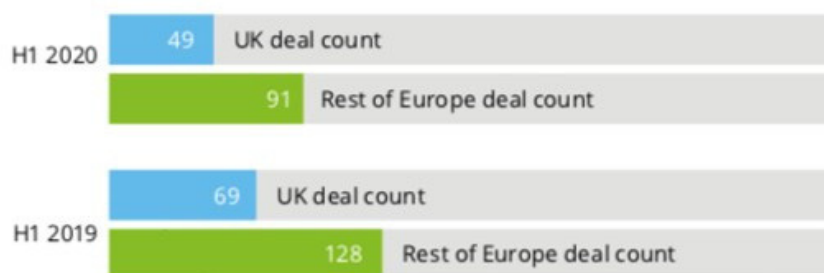 H1 2020
49 UK deal count
91 Rest of Europe deal count
H1 2019
69 UK deal count
128 Rest of Europe deal count